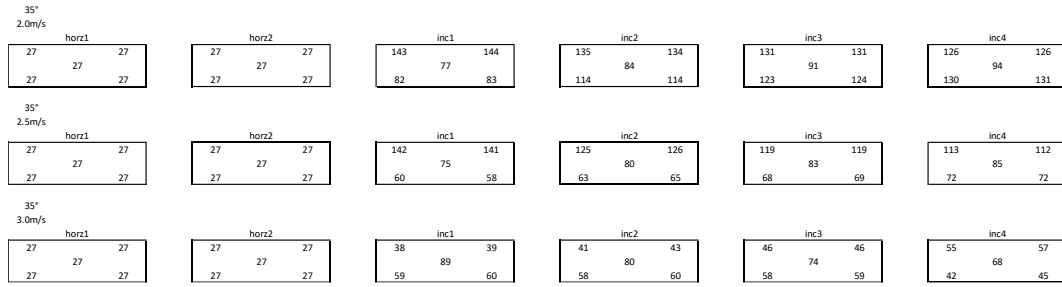 35°
2.0m/s
horz1 horz2 inc1 inc2 inc3 inc4
27 27 27 27 143 144 135 134 131 131 126 126
27 27 77 84 91 94
27 27 27 27 82 83 114 114 123 124 130 131
35°
2.5m/s
horz1 horz2 inc1 inc2 inc3 inc4
27 27 27 27 142 141 125 126 119 119 113 112
27 27 75 80 83 85
27 27 27 27 60 58 63 65 68 69 72 72
35°
3.0m/s
horz1 horz2 inc1 inc2 inc3 inc4
27 27 27 27 38 39 41 43 46 46 55 57
27 27 89 80 74 68
27 27 27 27 59 60 58 60 58 59 42 45